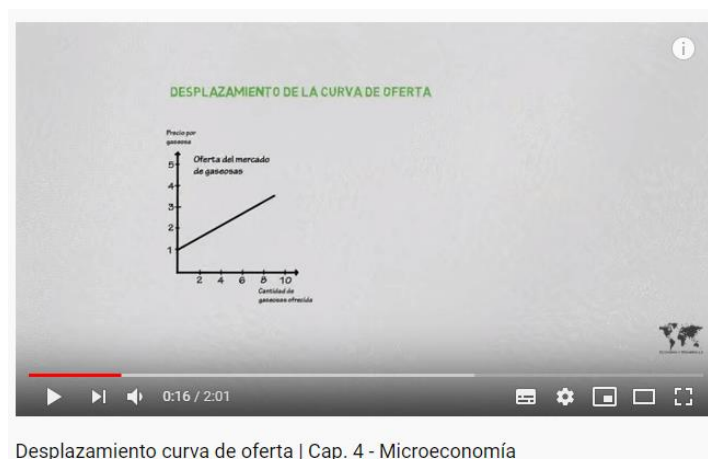 DESPLAZAMIENTO DE LA CURVA DE OFERTA
Precio por
gaseosa
Oferta del mercado
de gaseosas
5
4
3
2
1
2 4 6 8 10
Cantidad de
gaseosas ofrecida
0:16 / 2:01
Desplazamiento curva de oferta | Cap. 4 - Microeconomía